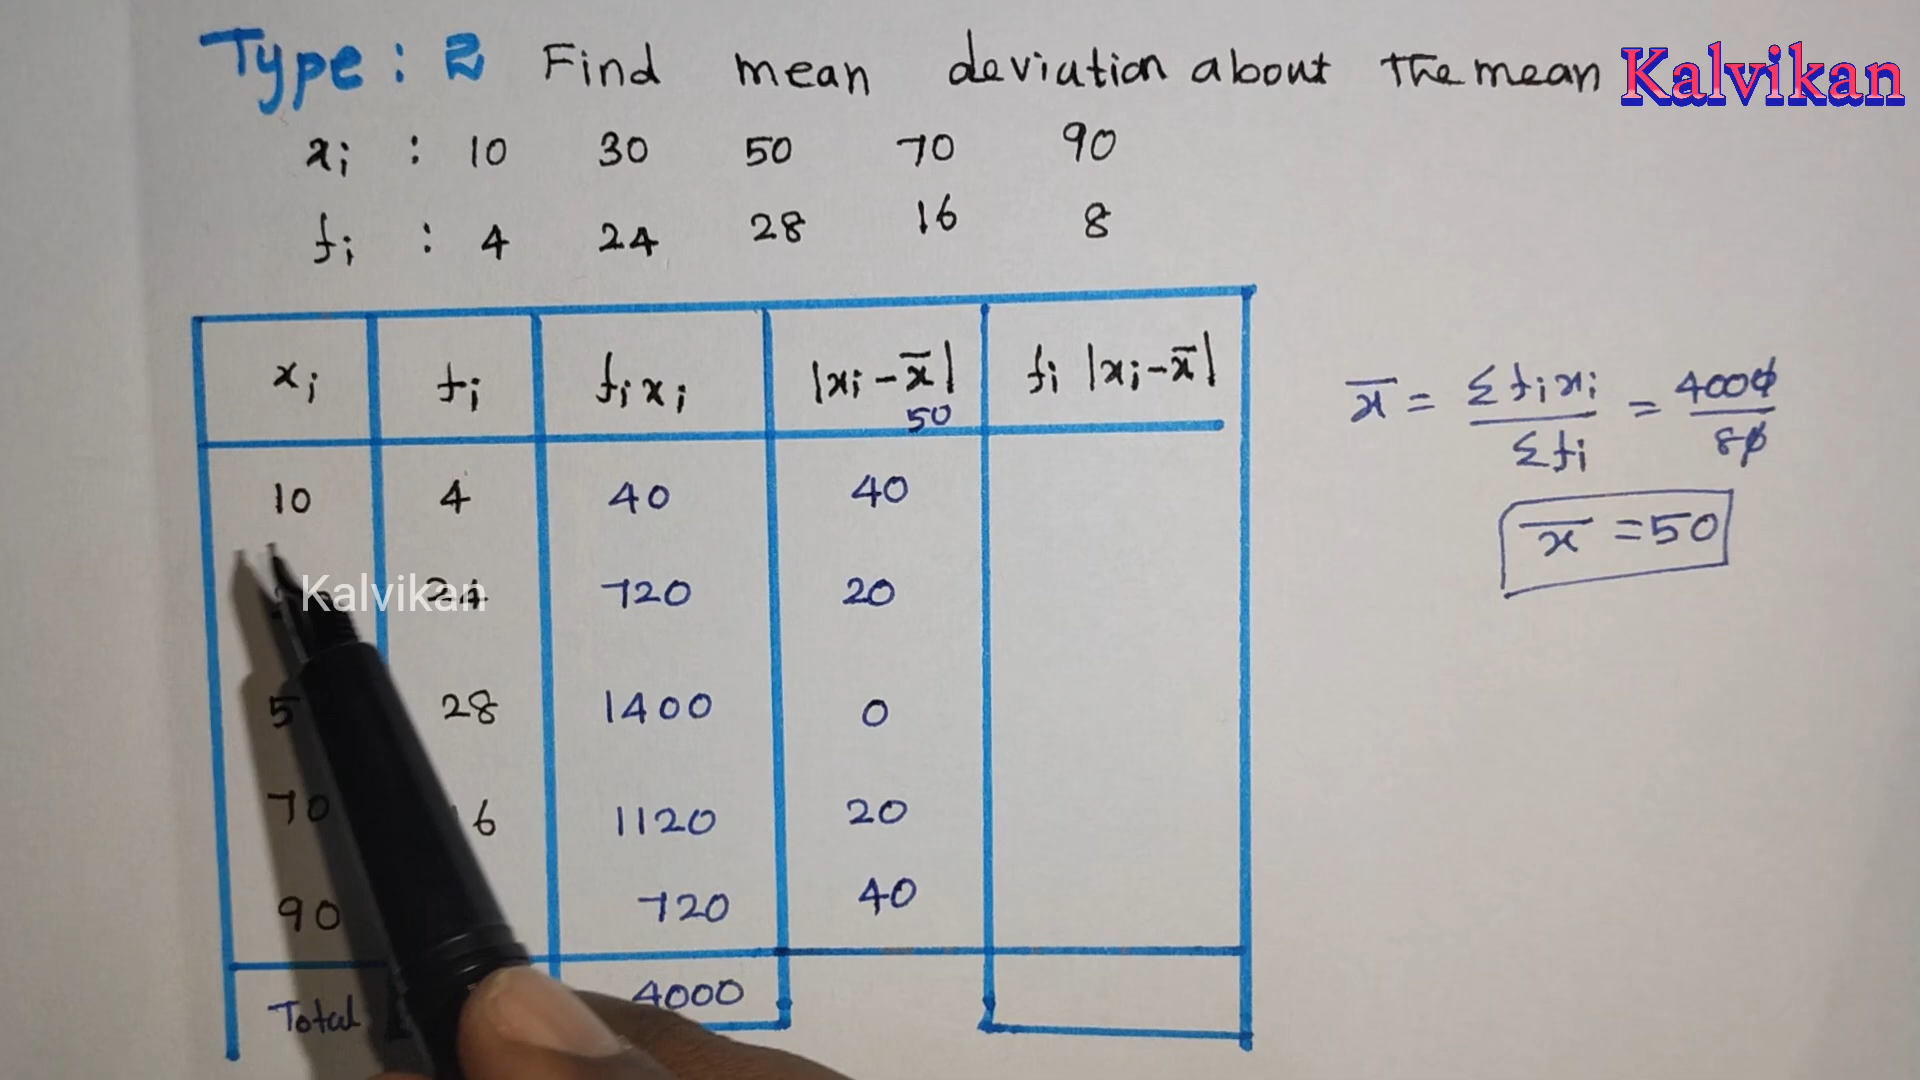 Type : 2 Find mean deviation about the mean Kalvikan
xi : 10 30 50 70 90
fi : 4 24 28 16 8
xi fi fixi |xi - x̄| fi |xi - x̄|
50
x̄ = Σfixi / Σfi = 4000 / 80
10 4 40 40
x̄ = 50
Kalvikan 24 720 20
28 1400 0
70 1120 20
90 720 40
Total 4000